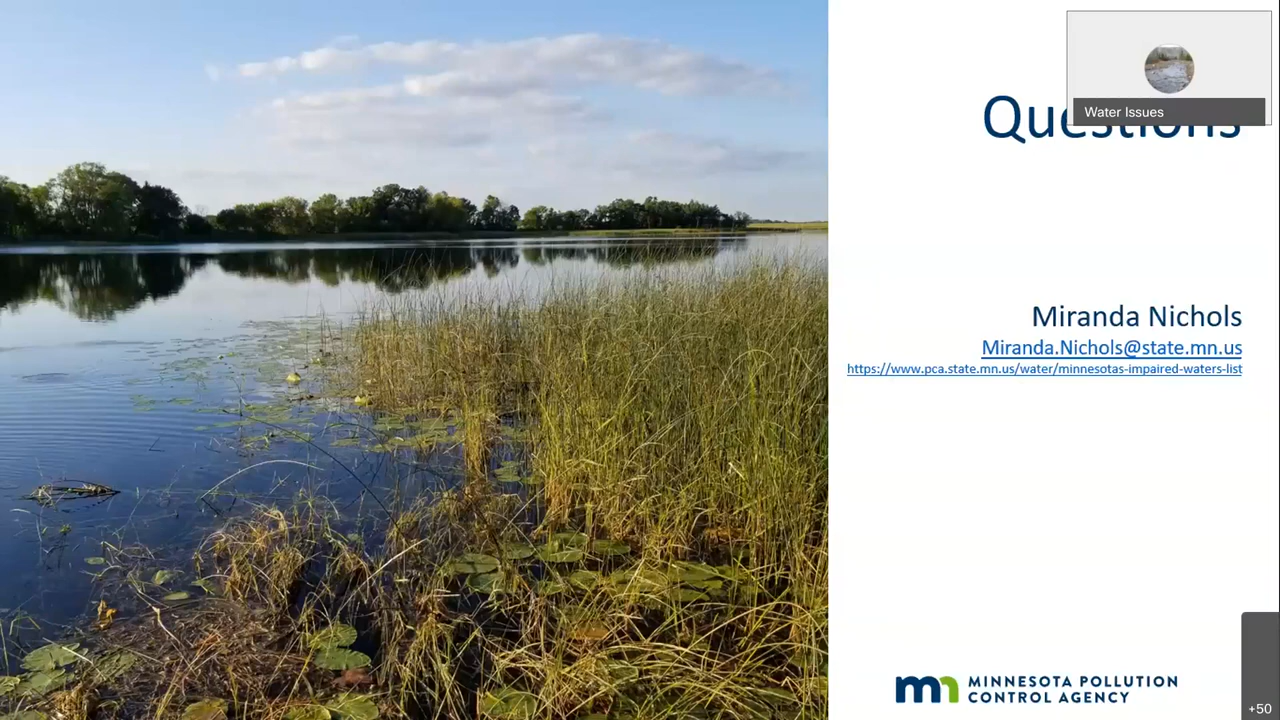 Water Issues
Questions
Miranda Nichols
Miranda.Nichols@state.mn.us
https://www.pca.state.mn.us/water/minnesotas-impaired-waters-list
MINNESOTA POLLUTION
CONTROL AGENCY
+50